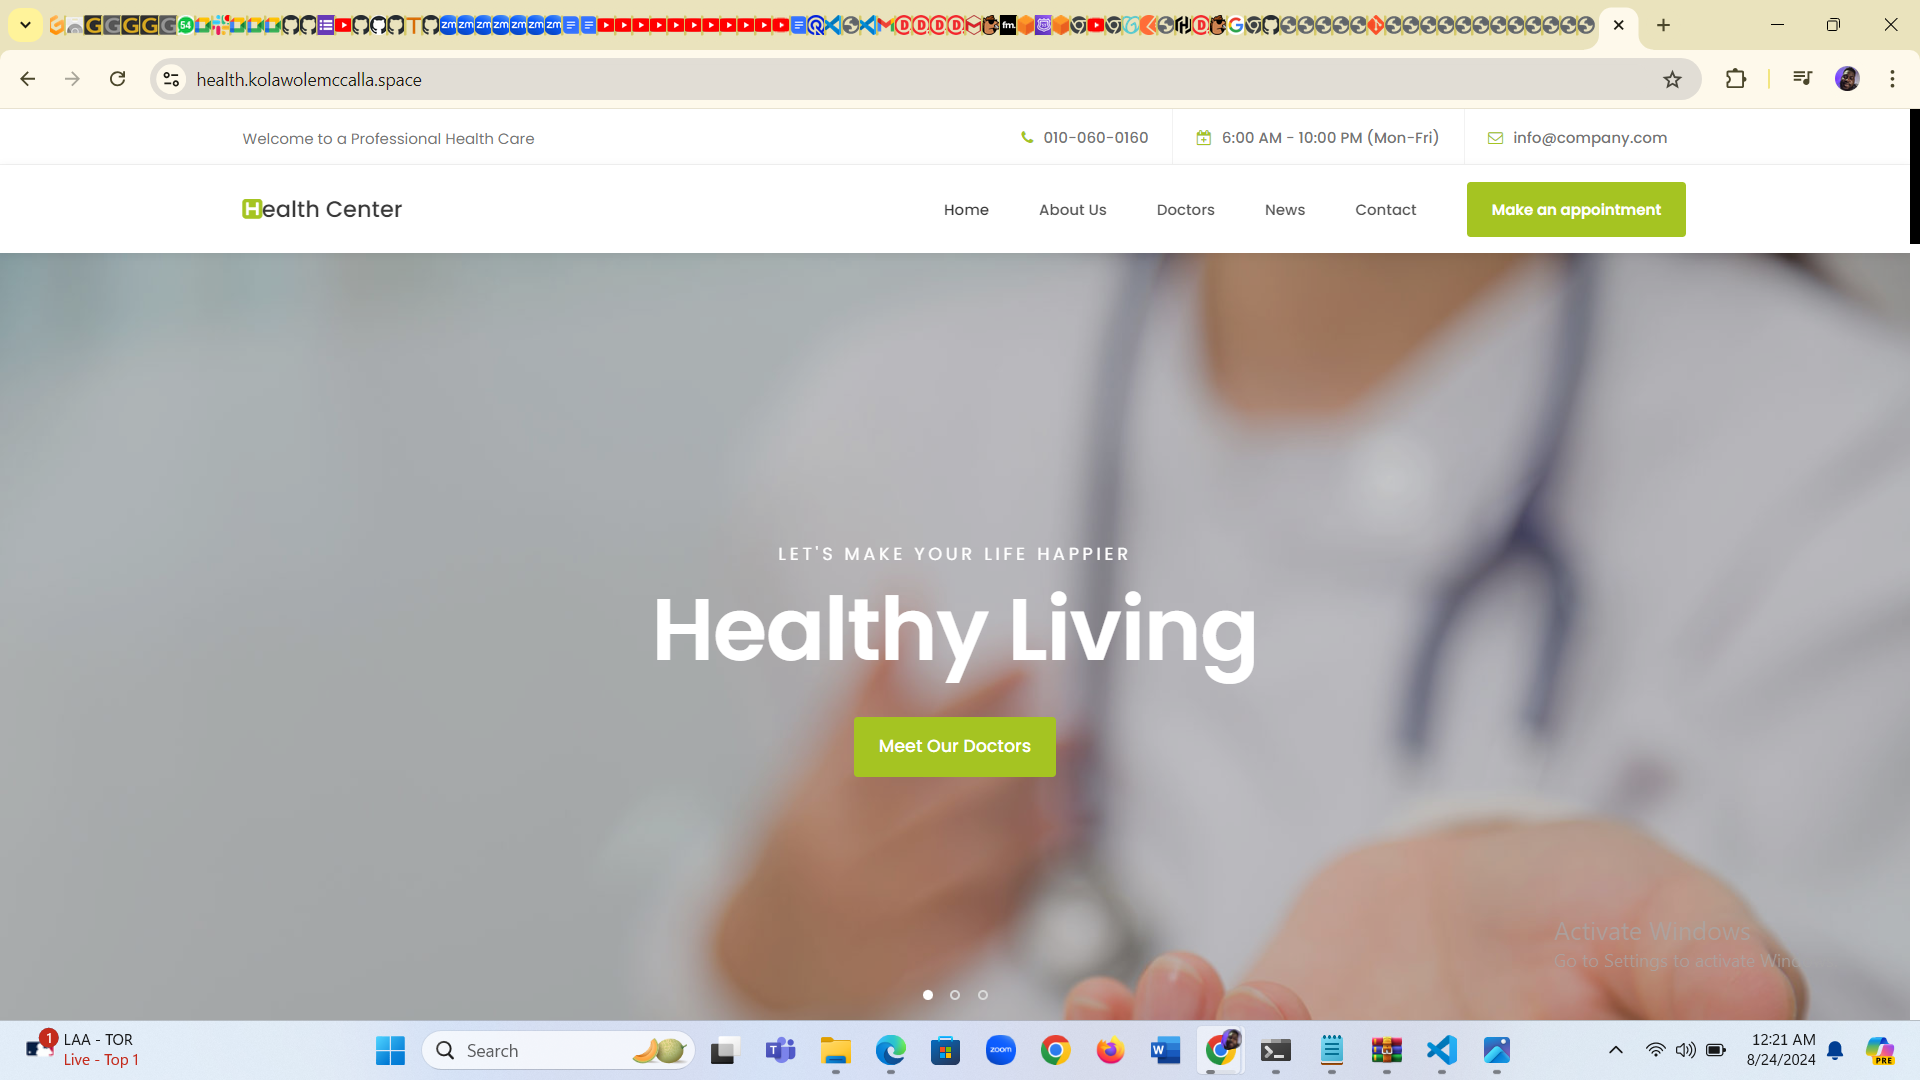 health.kolawolemccalla.space
Welcome to a Professional Health Care
010-060-0160
6:00 AM - 10:00 PM (Mon-Fri)
info@company.com
Health Center
Home
About Us
Doctors
News
Contact
Make an appointment
LET'S MAKE YOUR LIFE HAPPIER
Healthy Living
Meet Our Doctors
Activate Windows
Go to Settings to activate Wind
1
LAA - TOR
Live - Top 1
Search
zoom
12:21 AM
8/24/2024
PRE